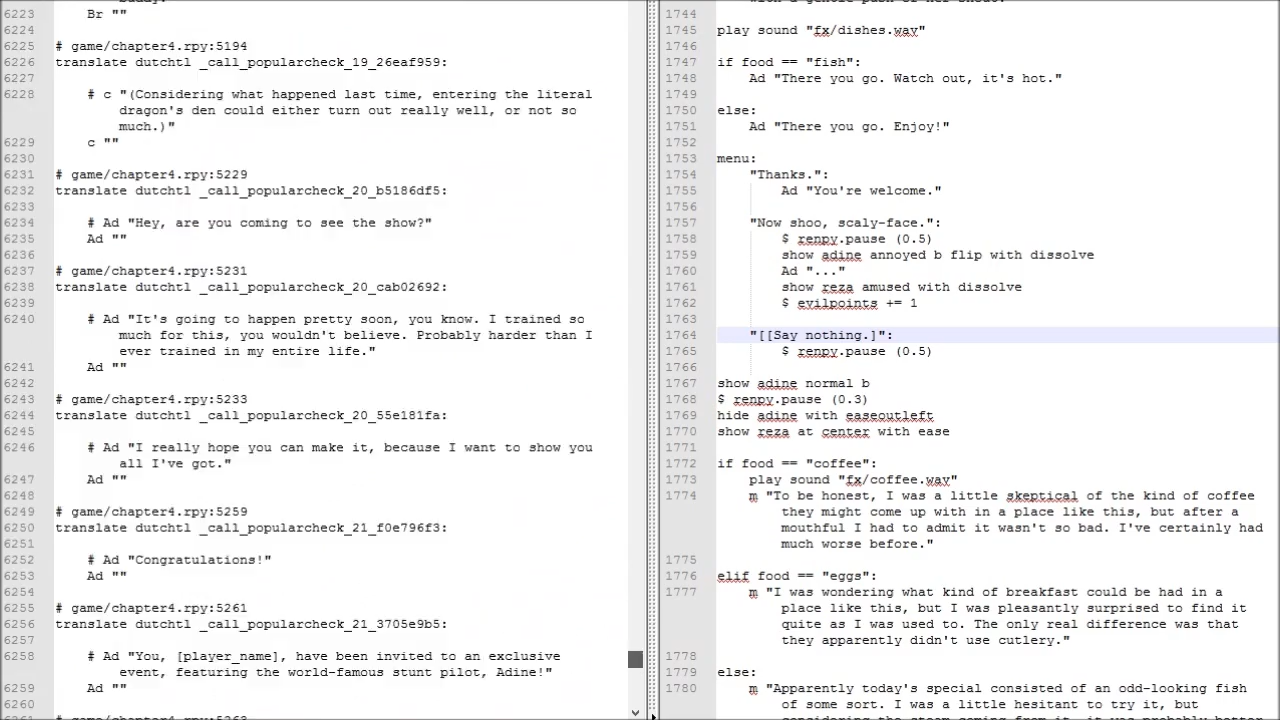 buddy."
6223 Br ""
6224
6225 # game/chapter4.rpy:5194
6226 translate dutchtl _call_popularcheck_19_26eaf959:
6227
6228 # c "(Considering what happened last time, entering the literal
dragon's den could either turn out really well, or not so
much.)"
6229 c ""
6230
6231 # game/chapter4.rpy:5229
6232 translate dutchtl _call_popularcheck_20_b5186df5:
6233
6234 # Ad "Hey, are you coming to see the show?"
6235 Ad ""
6236
6237 # game/chapter4.rpy:5231
6238 translate dutchtl _call_popularcheck_20_cab02692:
6239
6240 # Ad "It's going to happen pretty soon, you know. I trained so
much for this, you wouldn't believe. Probably harder than I
ever trained in my entire life."
6241 Ad ""
6242
6243 # game/chapter4.rpy:5233
6244 translate dutchtl _call_popularcheck_20_55e181fa:
6245
6246 # Ad "I really hope you can make it, because I want to show you
all I've got."
6247 Ad ""
6248
6249 # game/chapter4.rpy:5259
6250 translate dutchtl _call_popularcheck_21_f0e796f3:
6251
6252 # Ad "Congratulations!"
6253 Ad ""
6254
6255 # game/chapter4.rpy:5261
6256 translate dutchtl _call_popularcheck_21_3705e9b5:
6257
6258 # Ad "You, [player_name], have been invited to an exclusive
event, featuring the world-famous stunt pilot, Adine!"
6259 Ad ""
6260
1744
1745 play sound "fx/dishes.wav"
1746
1747 if food == "fish":
1748 Ad "There you go. Watch out, it's hot."
1749
1750 else:
1751 Ad "There you go. Enjoy!"
1752
1753 menu:
1754 "Thanks.":
1755 Ad "You're welcome."
1756
1757 "Now shoo, scaly-face.":
1758 $ renpy.pause (0.5)
1759 show adine annoyed b flip with dissolve
1760 Ad "..."
1761 show reza amused with dissolve
1762 $ evilpoints += 1
1763
1764 "[[Say nothing.]":
1765 $ renpy.pause (0.5)
1766
1767 show adine normal b
1768 $ renpy.pause (0.3)
1769 hide adine with easeoutleft
1770 show reza at center with ease
1771
1772 if food == "coffee":
1773 play sound "fx/coffee.wav"
1774 m "To be honest, I was a little skeptical of the kind of coffee
they might come up with in a place like this, but after a
mouthful I had to admit it wasn't so bad. I've certainly had
much worse before."
1775
1776 elif food == "eggs":
1777 m "I was wondering what kind of breakfast could be had in a
place like this, but I was pleasantly surprised to find it
quite as I was used to. The only real difference was that
they apparently didn't use cutlery."
1778
1779 else:
1780 m "Apparently today's special consisted of an odd-looking fish
of some sort. I was a little hesitant to try it, but